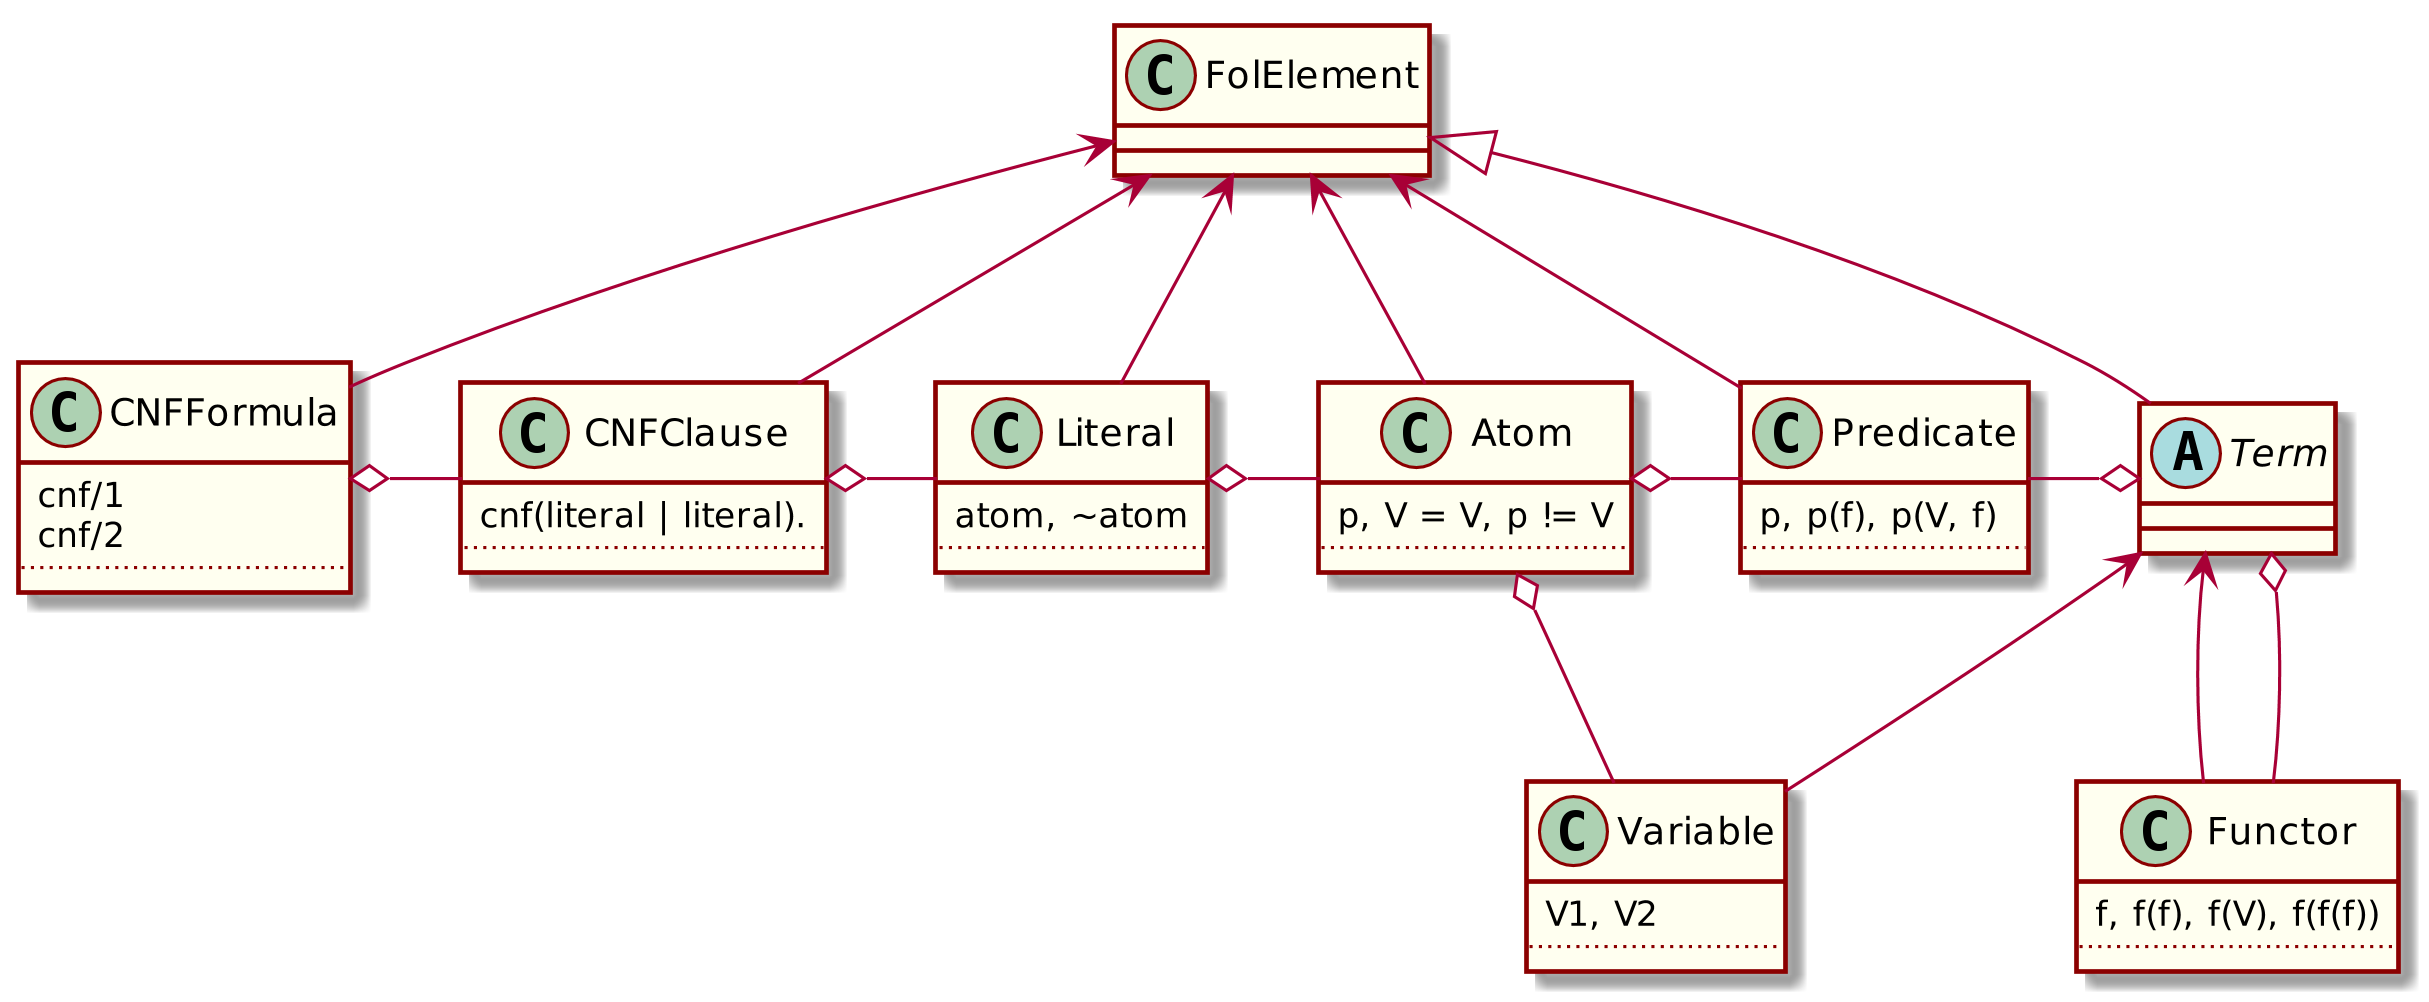 C FolElement
C CNFFormula
cnf/1
cnf/2
C CNFClause
cnf(literal | literal).
C Literal
atom, ~atom
C Atom
p, V = V, p != V
C Predicate
p, p(f), p(V, f)
A Term
C Variable
V1, V2
C Functor
f, f(f), f(V), f(f(f))